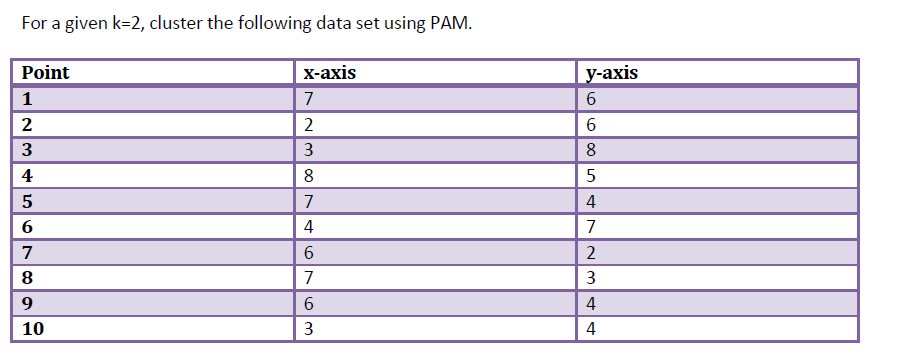 For a given k=2, cluster the following data set using PAM.
Point x-axis y-axis
1 7 6
2 2 6
3 3 8
4 8 5
5 7 4
6 4 7
7 6 2
8 7 3
9 6 4
10 3 4